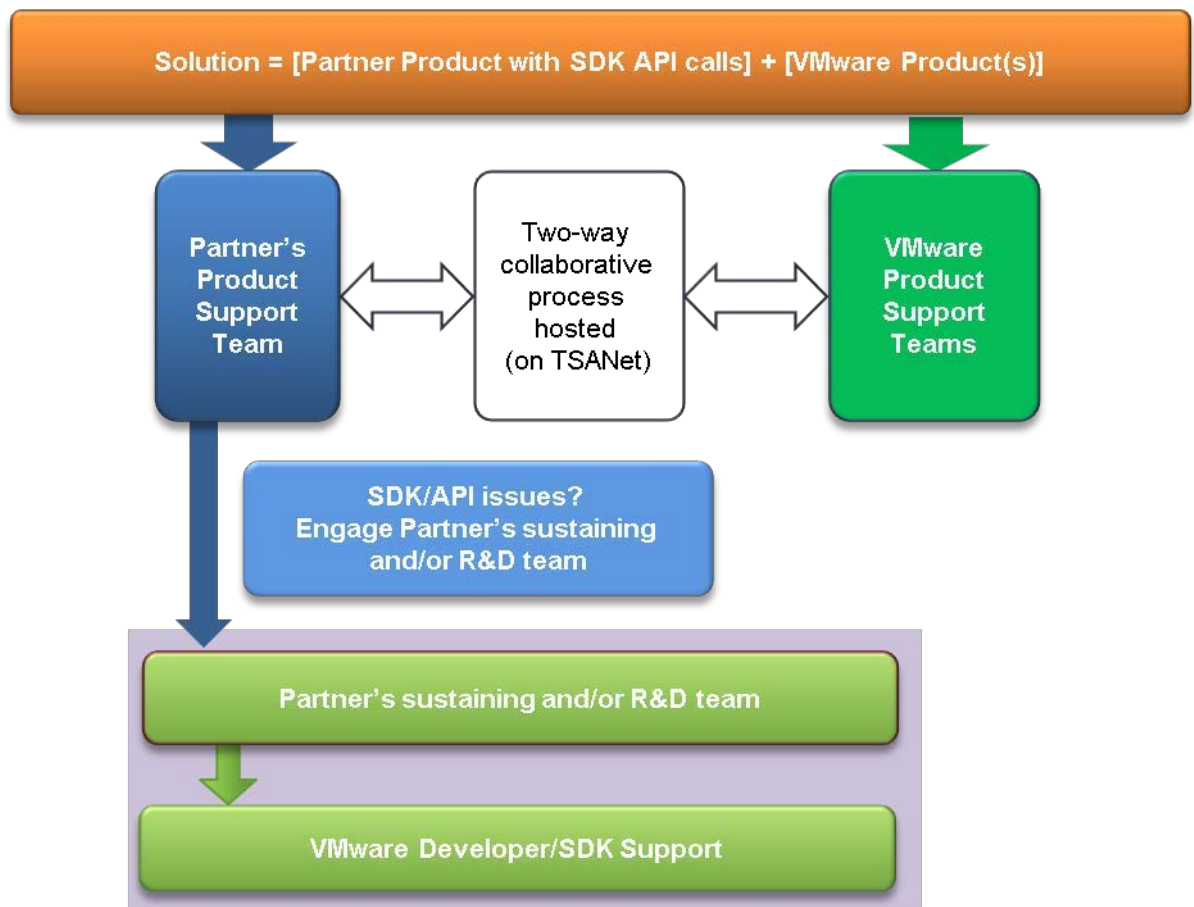 Solution = [Partner Product with SDK API calls] + [VMware Product(s)]
Partner’s
Product
Support
Team
Two-way
collaborative
process
hosted
(on TSANet)
VMware
Product
Support
Teams
SDK/API issues?
Engage Partner’s sustaining
and/or R&D team
Partner’s sustaining and/or R&D team
VMware Developer/SDK Support